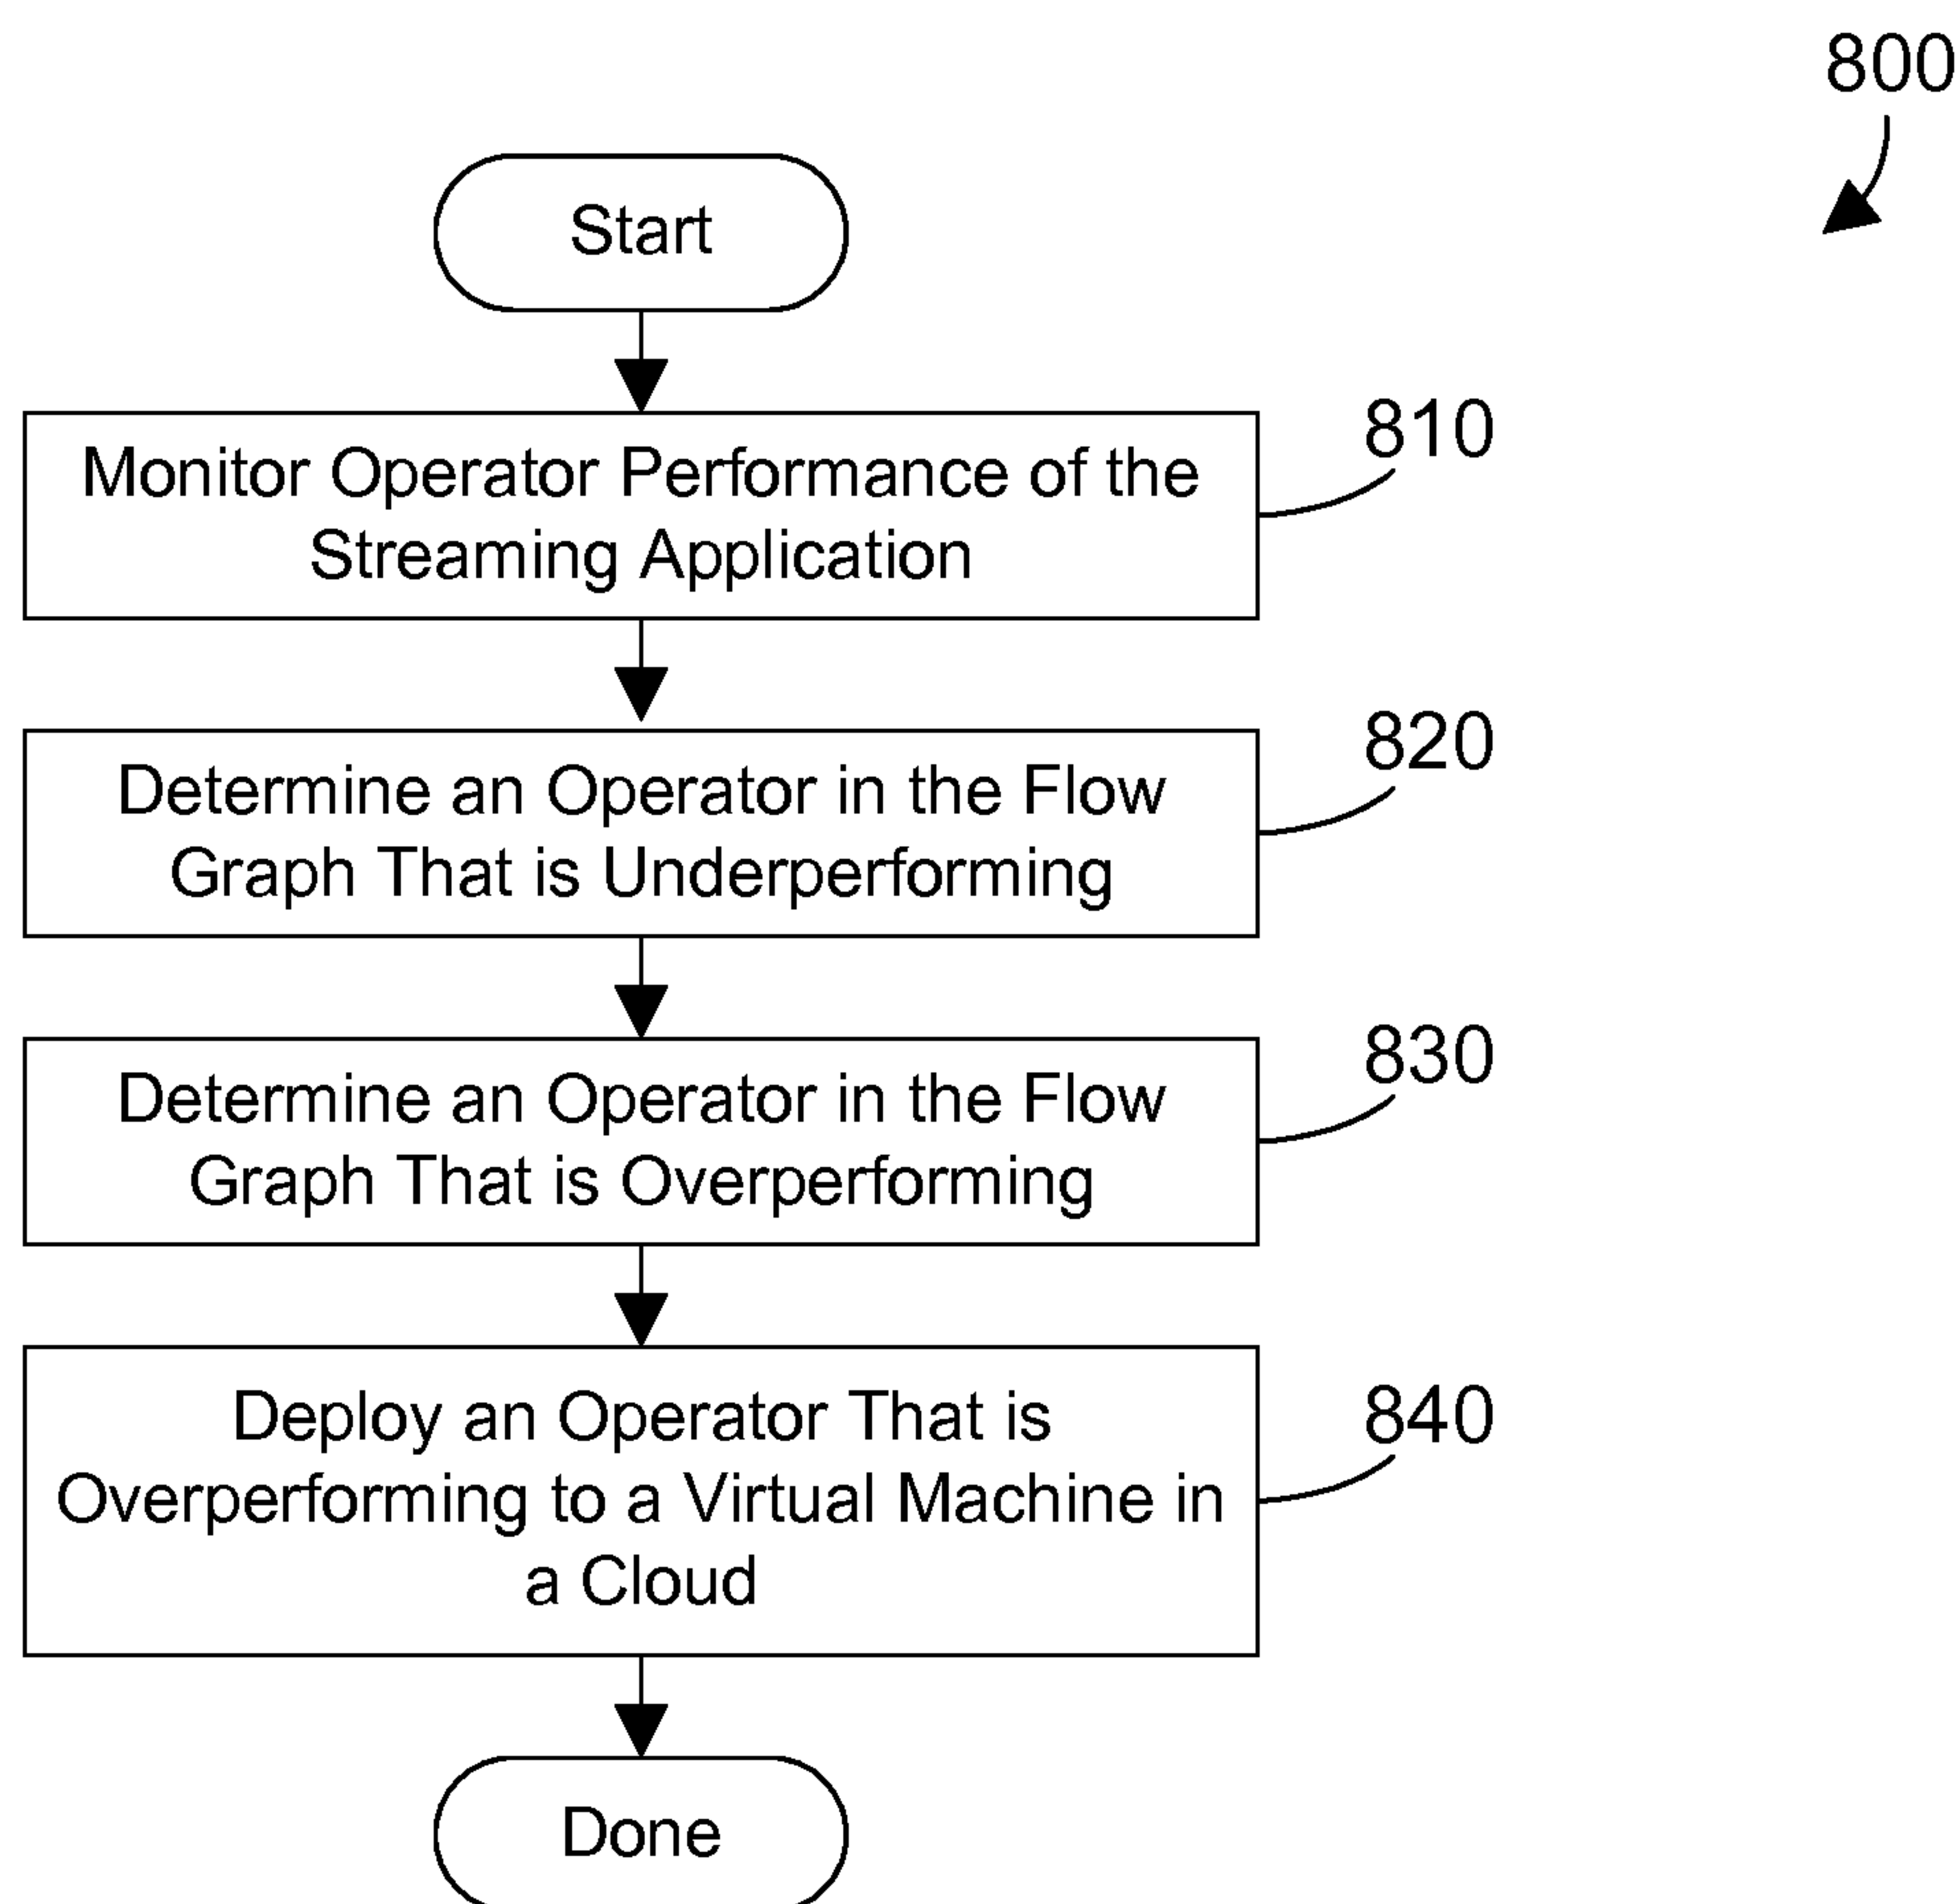 800
Start
Monitor Operator Performance of the
Streaming Application
810
Determine an Operator in the Flow
Graph That is Underperforming
820
Determine an Operator in the Flow
Graph That is Overperforming
830
Deploy an Operator That is
Overperforming to a Virtual Machine in
a Cloud
840
Done